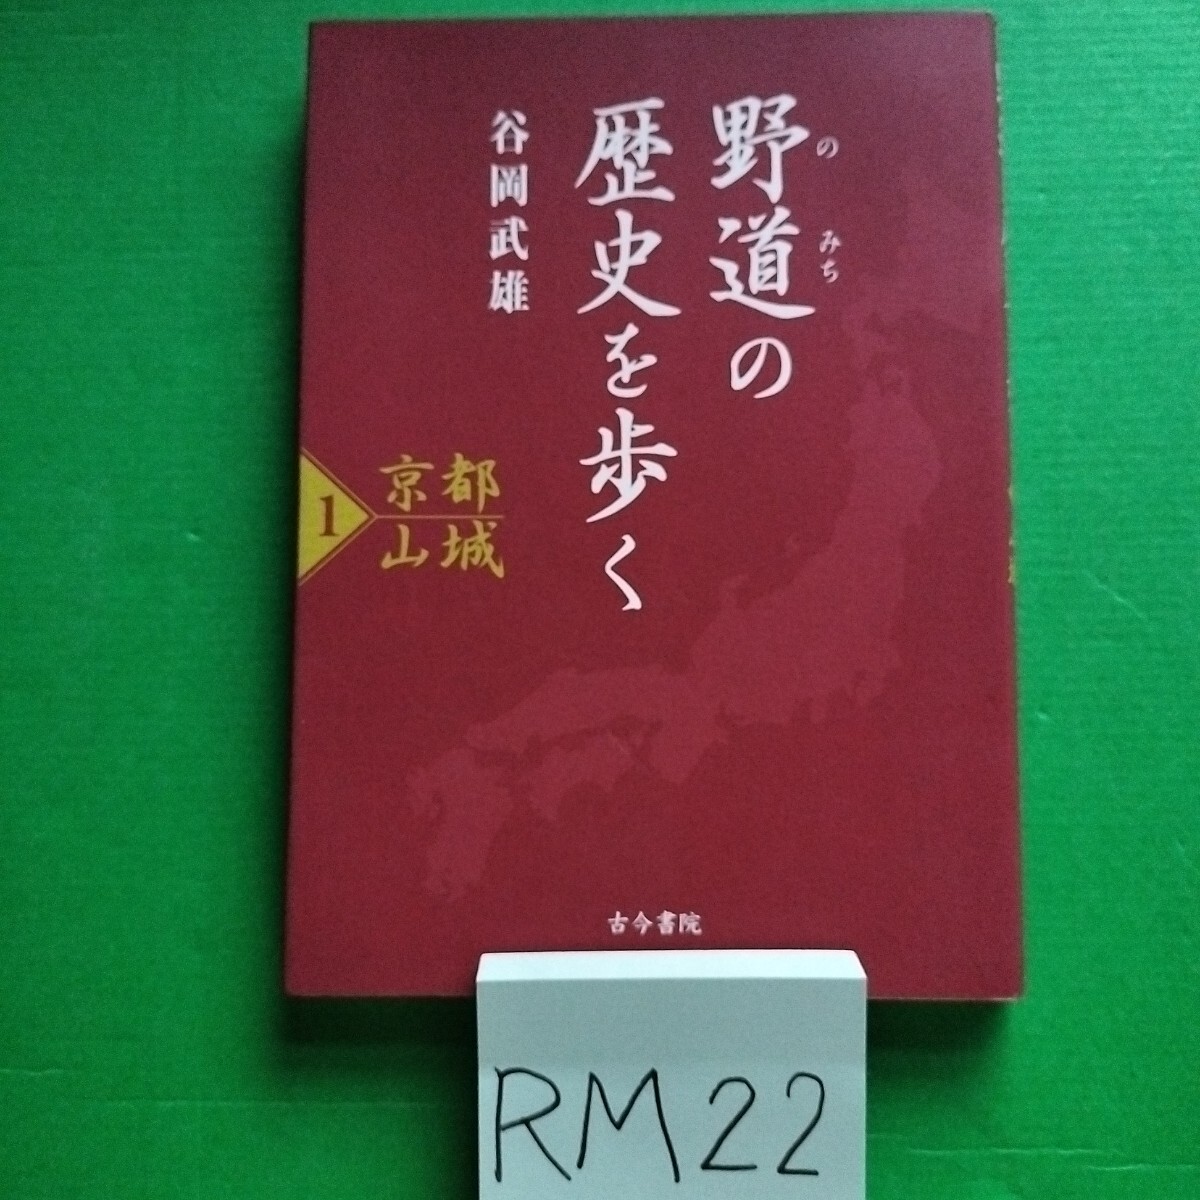 野道の
の みち
歴史を歩く
谷岡武雄
1
京都
山城
古今書院
RM22